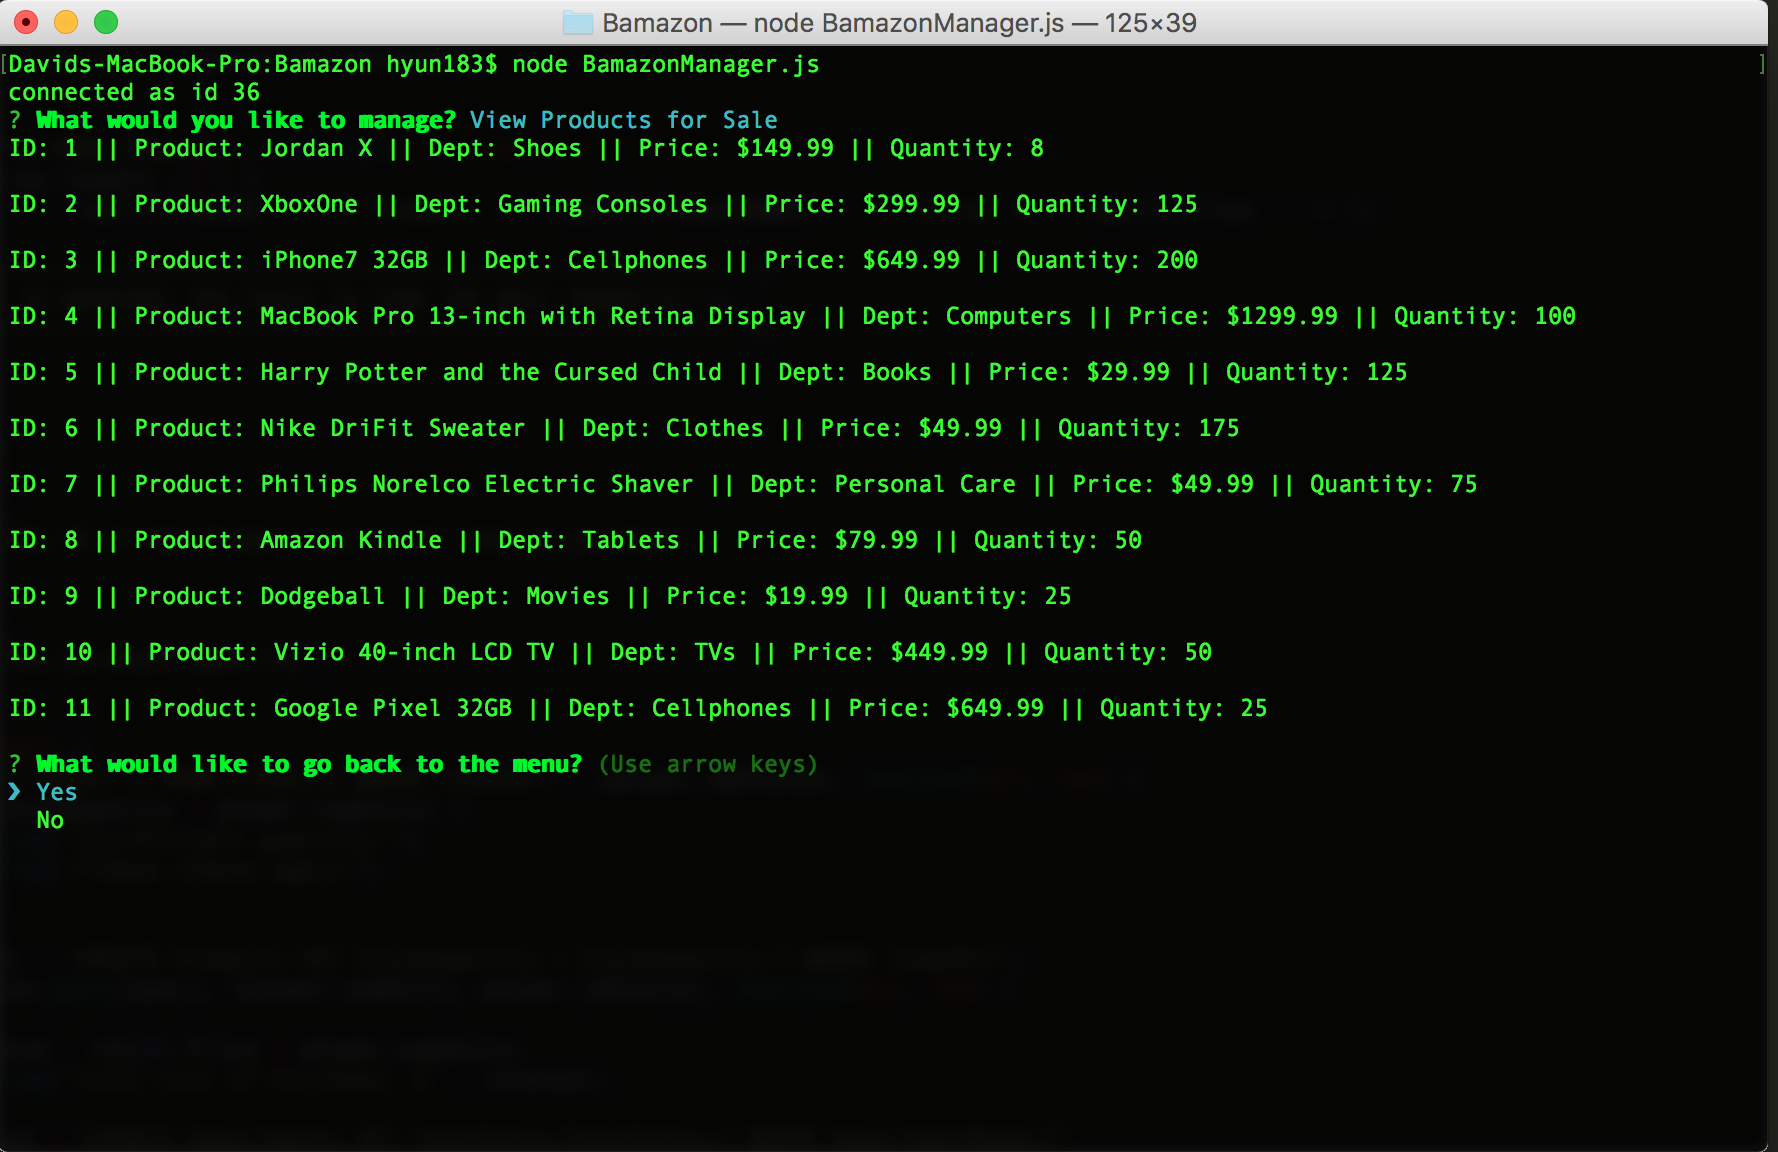 Bamazon — node BamazonManager.js — 125×39
[Davids-MacBook-Pro:Bamazon hyun183$ node BamazonManager.js ]
connected as id 36
? What would you like to manage? View Products for Sale
ID: 1 || Product: Jordan X || Dept: Shoes || Price: $149.99 || Quantity: 8
ID: 2 || Product: XboxOne || Dept: Gaming Consoles || Price: $299.99 || Quantity: 125
ID: 3 || Product: iPhone7 32GB || Dept: Cellphones || Price: $649.99 || Quantity: 200
ID: 4 || Product: MacBook Pro 13-inch with Retina Display || Dept: Computers || Price: $1299.99 || Quantity: 100
ID: 5 || Product: Harry Potter and the Cursed Child || Dept: Books || Price: $29.99 || Quantity: 125
ID: 6 || Product: Nike DriFit Sweater || Dept: Clothes || Price: $49.99 || Quantity: 175
ID: 7 || Product: Philips Norelco Electric Shaver || Dept: Personal Care || Price: $49.99 || Quantity: 75
ID: 8 || Product: Amazon Kindle || Dept: Tablets || Price: $79.99 || Quantity: 50
ID: 9 || Product: Dodgeball || Dept: Movies || Price: $19.99 || Quantity: 25
ID: 10 || Product: Vizio 40-inch LCD TV || Dept: TVs || Price: $449.99 || Quantity: 50
ID: 11 || Product: Google Pixel 32GB || Dept: Cellphones || Price: $649.99 || Quantity: 25
? What would like to go back to the menu? (Use arrow keys)
❯ Yes
No